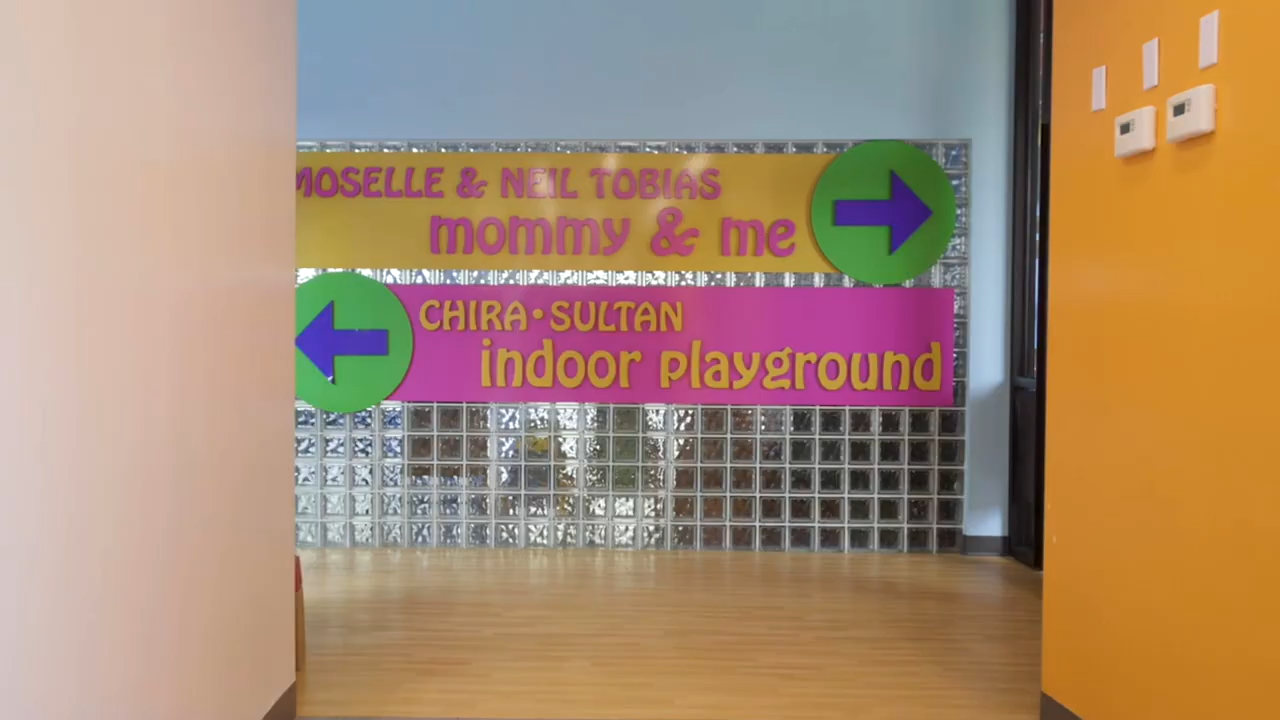 MOSELLE & NEIL TOBIAS
mommy & me
CHIRA•SULTAN
indoor playground